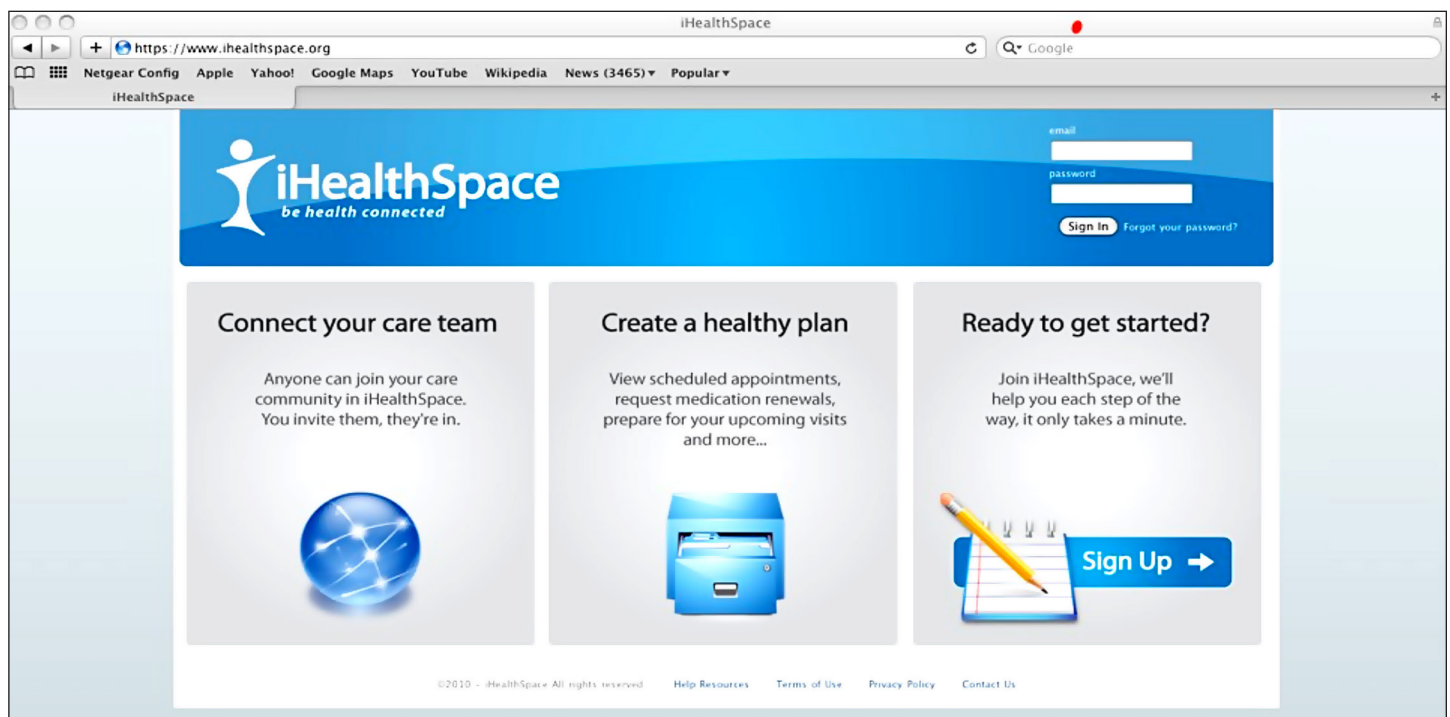 iHealthSpace
https://www.ihealthspace.org
Google
Netgear Config Apple Yahoo! Google Maps YouTube Wikipedia News (3465) Popular
iHealthSpace
iHealthSpace
be health connected
email
password
Sign In Forgot your password?
Connect your care team
Anyone can join your care
community in iHealthSpace.
You invite them, they're in.
Create a healthy plan
View scheduled appointments,
request medication renewals,
prepare for your upcoming visits
and more...
Ready to get started?
Join iHealthSpace, we'll
help you each step of the
way, it only takes a minute.
Sign Up
©2010 - iHealthSpace All rights reserved Help Resources Terms of Use Privacy Policy Contact Us